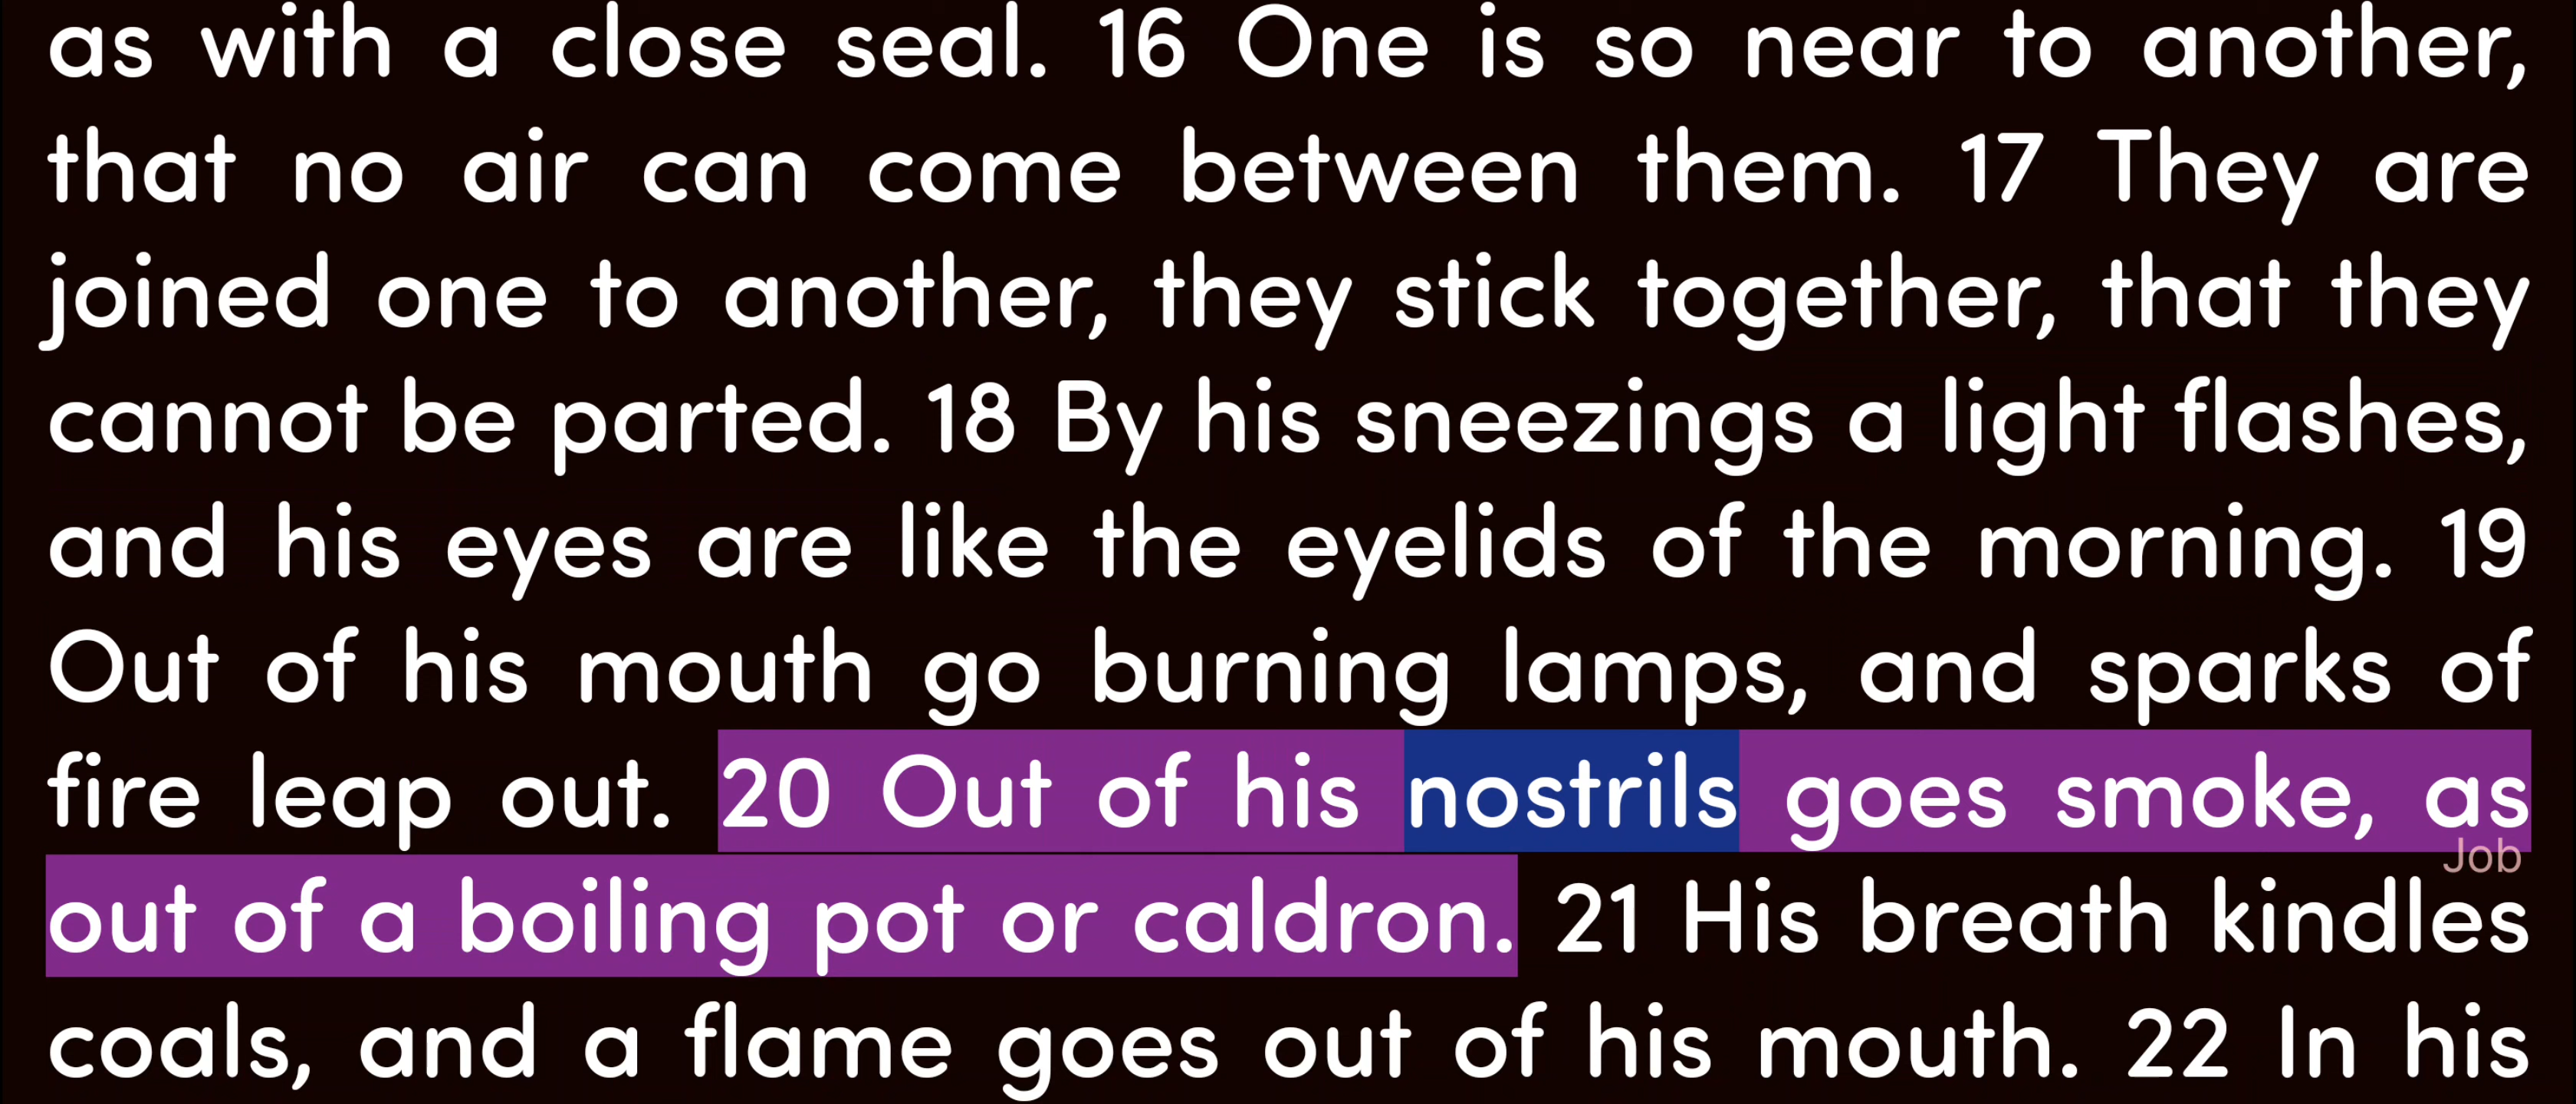 as with a close seal. 16 One is so near to another,
that no air can come between them. 17 They are
joined one to another, they stick together, that they
cannot be parted. 18 By his sneezings a light flashes,
and his eyes are like the eyelids of the morning. 19
Out of his mouth go burning lamps, and sparks of
fire leap out. 20 Out of his nostrils goes smoke, as
Job
out of a boiling pot or caldron. 21 His breath kindles
coals, and a flame goes out of his mouth. 22 In his